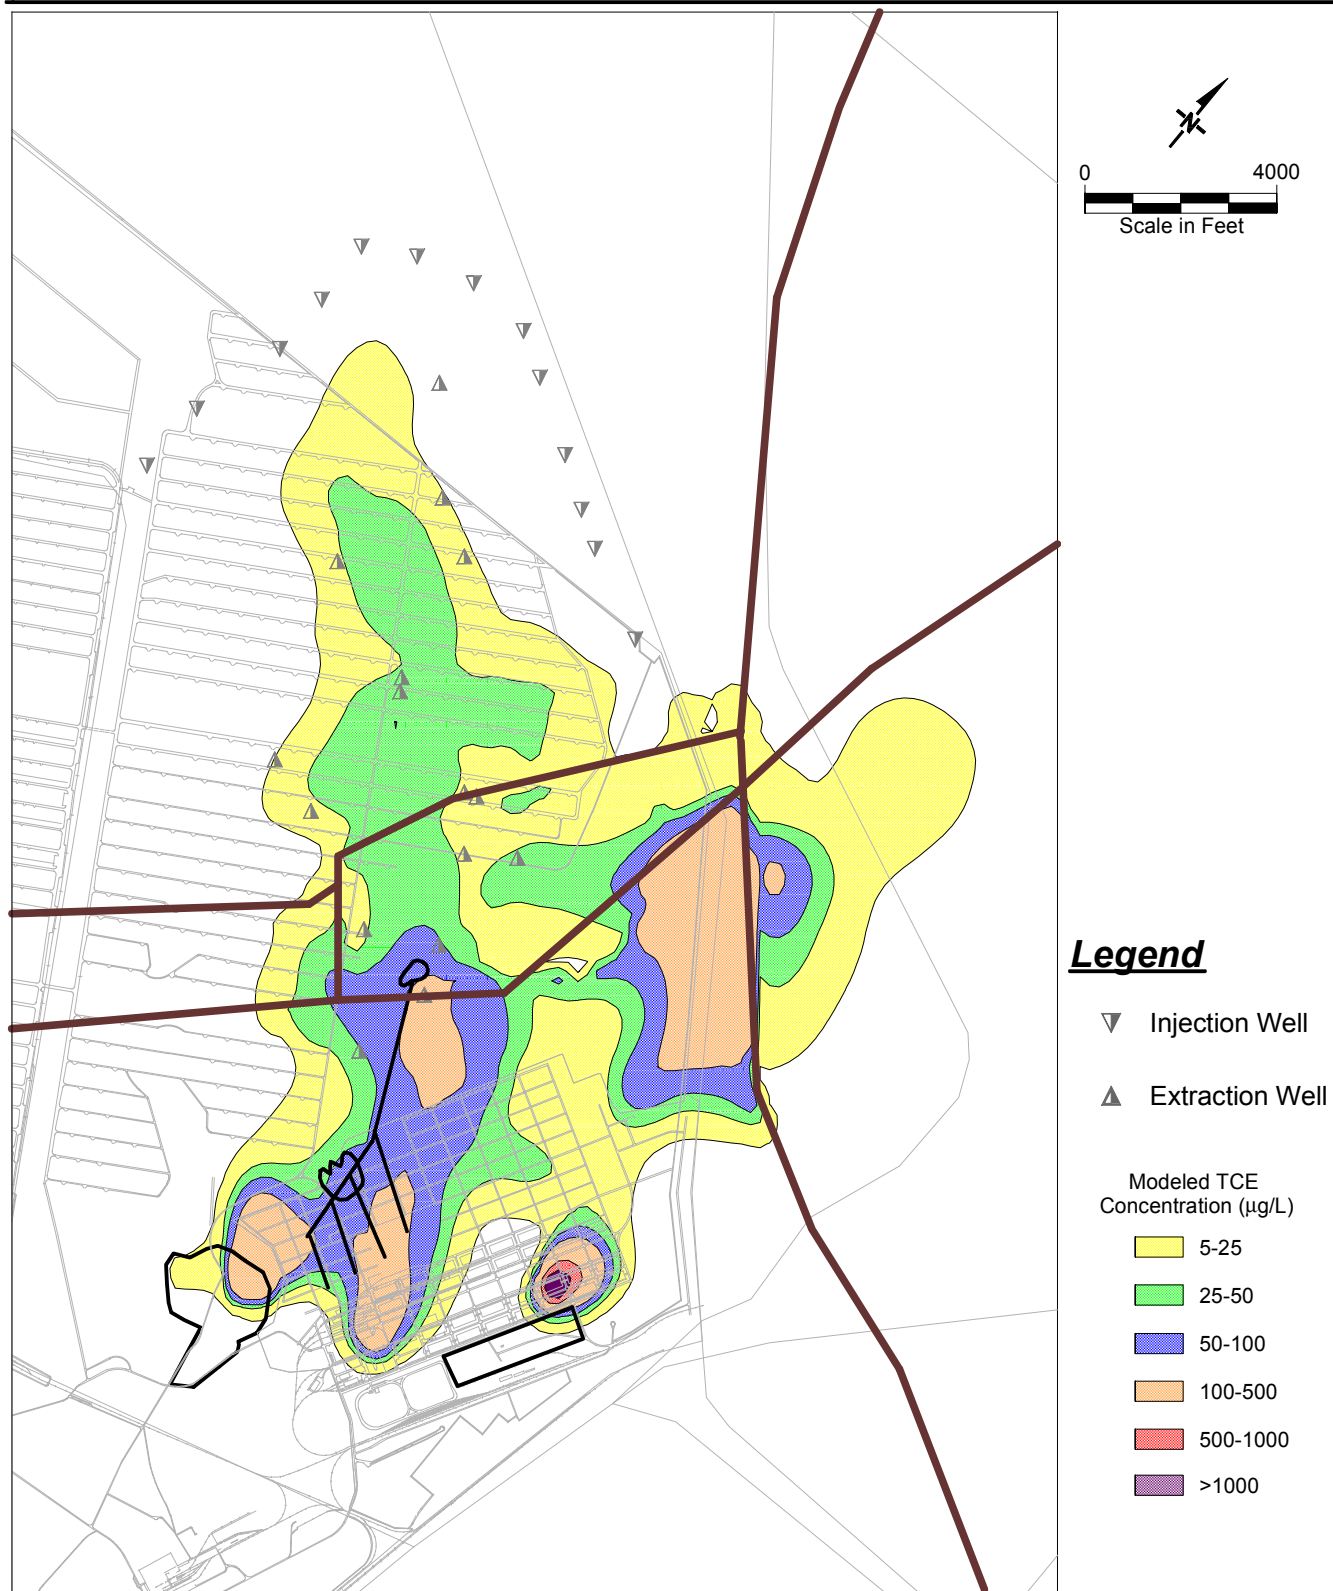 N
0 4000
Scale in Feet
Legend
Injection Well
Extraction Well
Modeled TCE
Concentration (µg/L)
5-25
25-50
50-100
100-500
500-1000
>1000